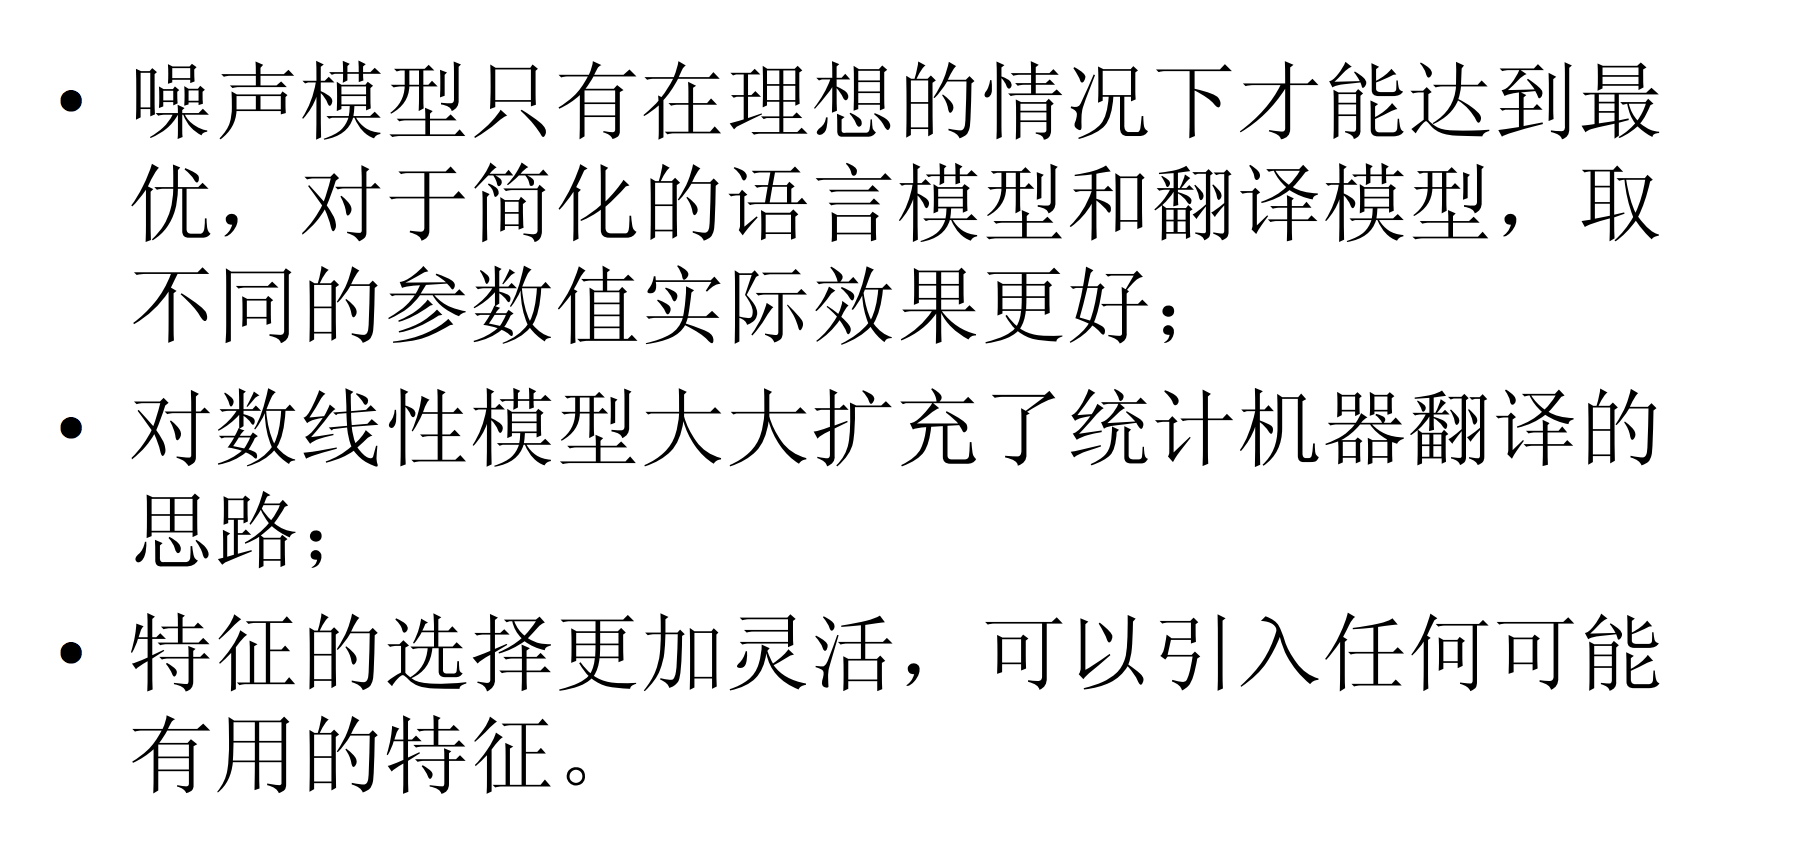 • 噪声模型只有在理想的情况下才能达到最
优，对于简化的语言模型和翻译模型，取
不同的参数值实际效果更好；
• 对数线性模型大大扩充了统计机器翻译的
思路；
• 特征的选择更加灵活，可以引入任何可能
有用的特征。